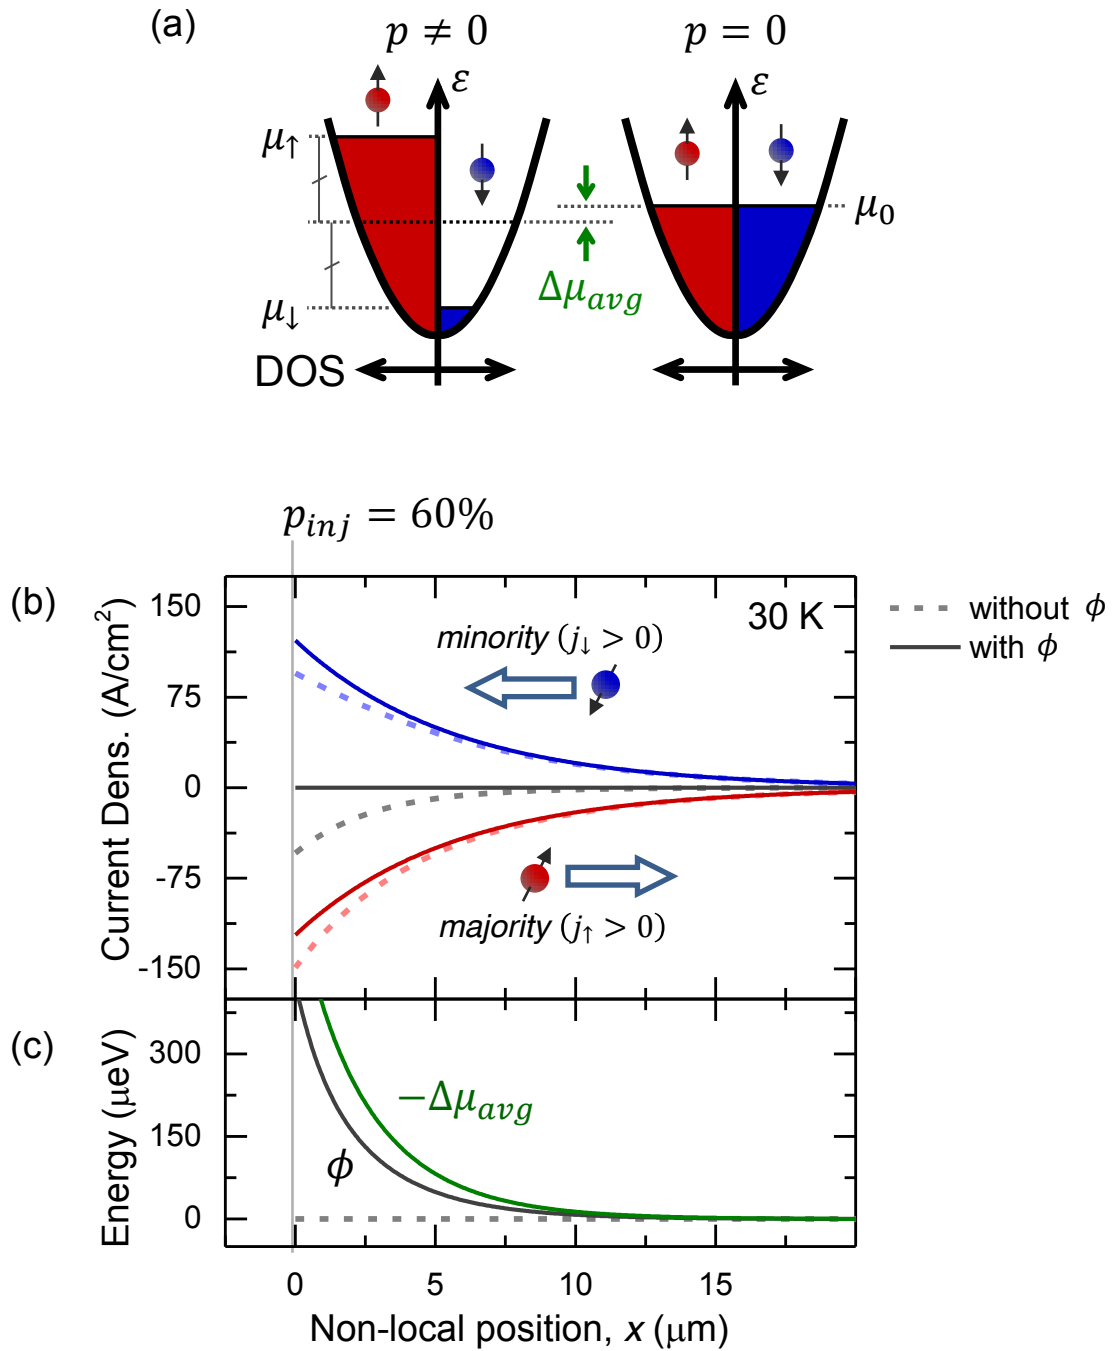 (a)
p ≠ 0
p = 0
ε
ε
μ↑
μ0
μ↓
Δμavg
DOS
pinj = 60%
(b)
150
75
0
-75
-150
Current Dens. (A/cm2)
30 K
minority (j↓ > 0)
majority (j↑ > 0)
without ϕ
with ϕ
(c)
300
150
0
Energy (μeV)
−Δμavg
ϕ
0 5 10 15
Non-local position, x (μm)